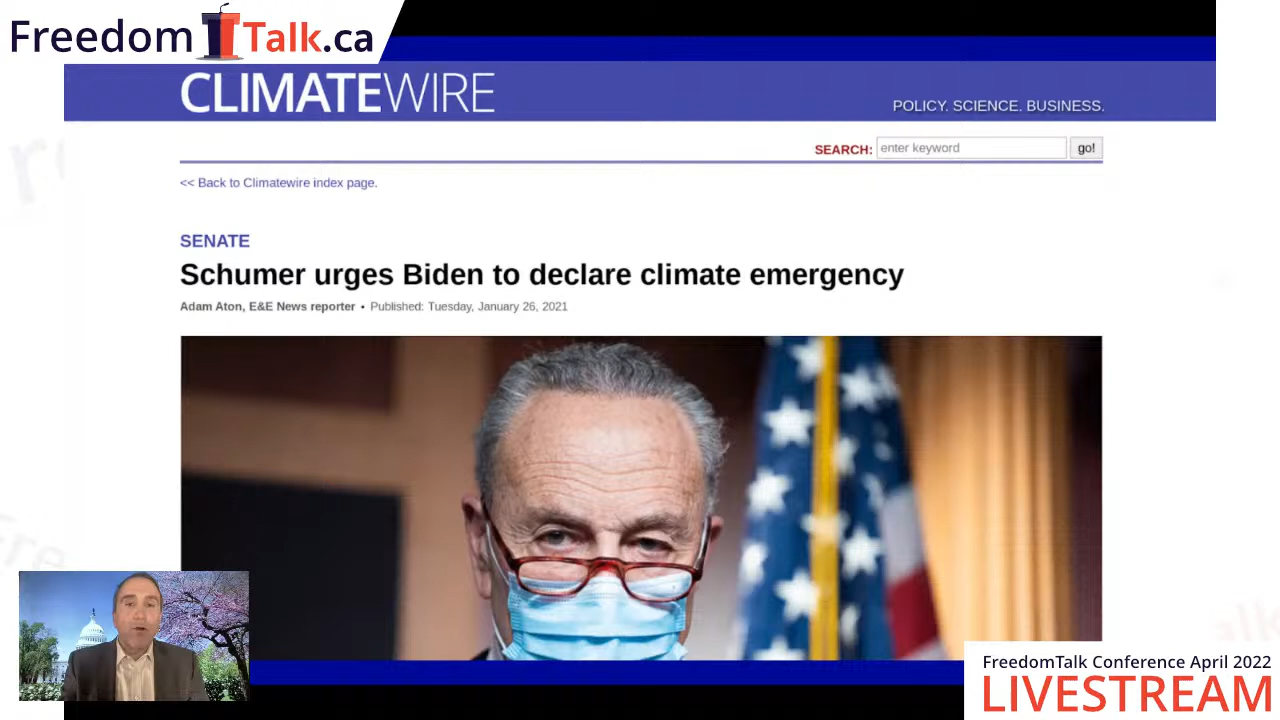 FreedomTalk.ca
CLIMATEWIRE
POLICY. SCIENCE. BUSINESS.
SEARCH: enter keyword go!
<< Back to Climatewire index page.
SENATE
Schumer urges Biden to declare climate emergency
Adam Aton, E&E News reporter • Published: Tuesday, January 26, 2021
FreedomTalk Conference April 2022
LIVESTREAM